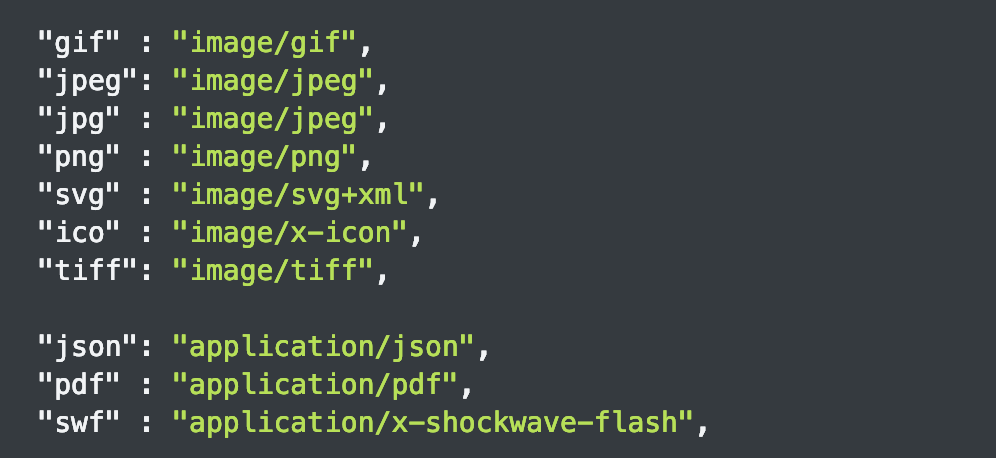 "gif" : "image/gif",
"jpeg": "image/jpeg",
"jpg" : "image/jpeg",
"png" : "image/png",
"svg" : "image/svg+xml",
"ico" : "image/x-icon",
"tiff": "image/tiff",
"json": "application/json",
"pdf" : "application/pdf",
"swf" : "application/x-shockwave-flash",